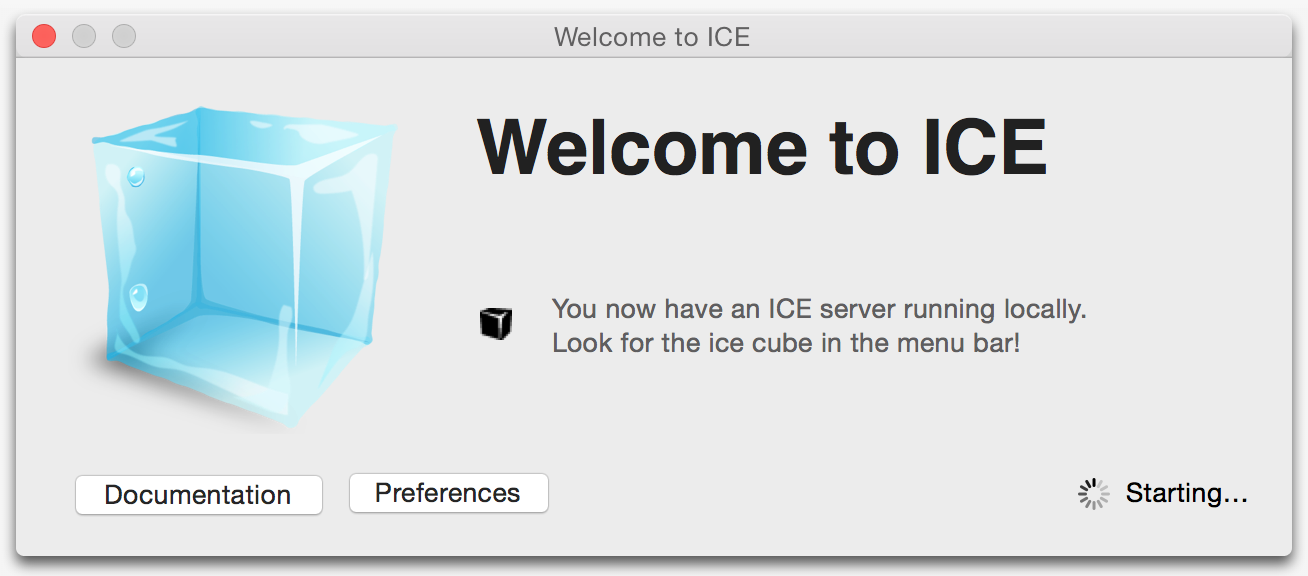 Welcome to ICE
Welcome to ICE
You now have an ICE server running locally.
Look for the ice cube in the menu bar!
Documentation
Preferences
Starting...